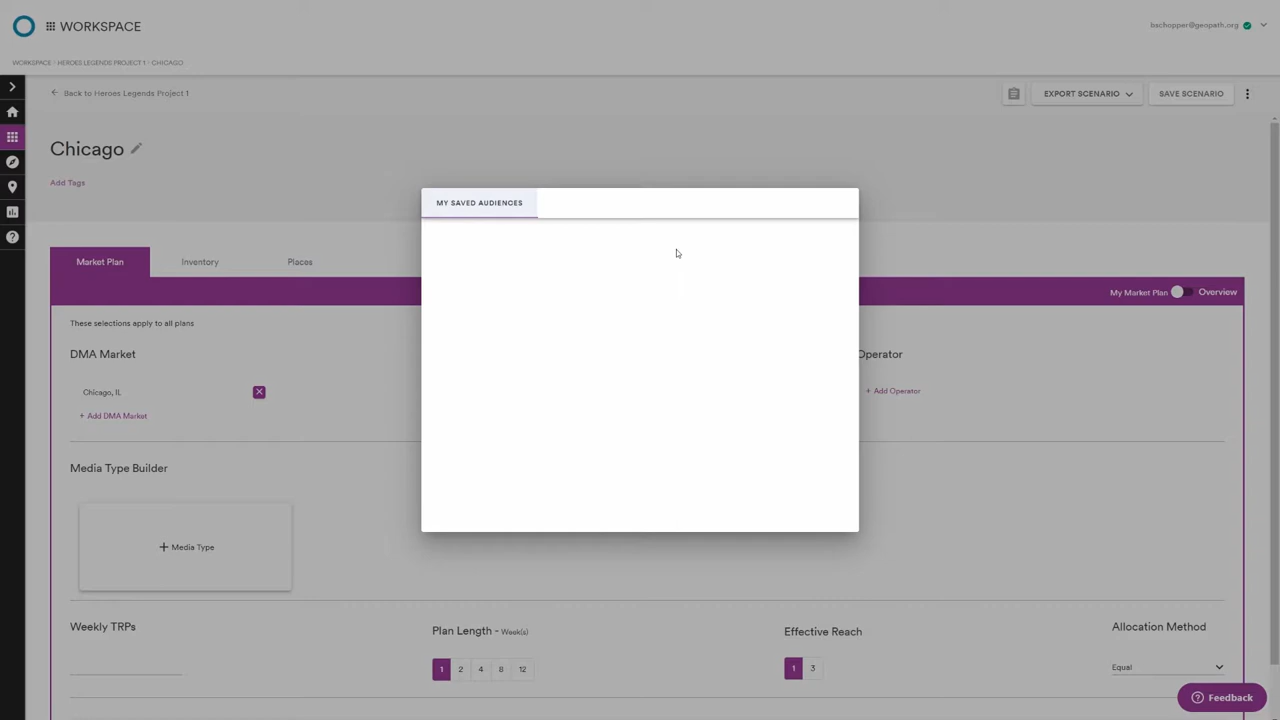 WORKSPACE
bschopper@geopath.org
WORKSPACE / HEROES LEGENDS PROJECT 1 / CHICAGO
Back to Heroes Legends Project 1
EXPORT SCENARIO
SAVE SCENARIO
Chicago
Add Tags
MY SAVED AUDIENCES
Market Plan
Inventory
Places
My Market Plan
Overview
These selections apply to all plans
DMA Market
Operator
Chicago, IL
+ Add Operator
+ Add DMA Market
Media Type Builder
+ Media Type
Weekly TRPs
Plan Length - Week(s)
Effective Reach
Allocation Method
1 2 4 8 12
1 3
Equal
Feedback